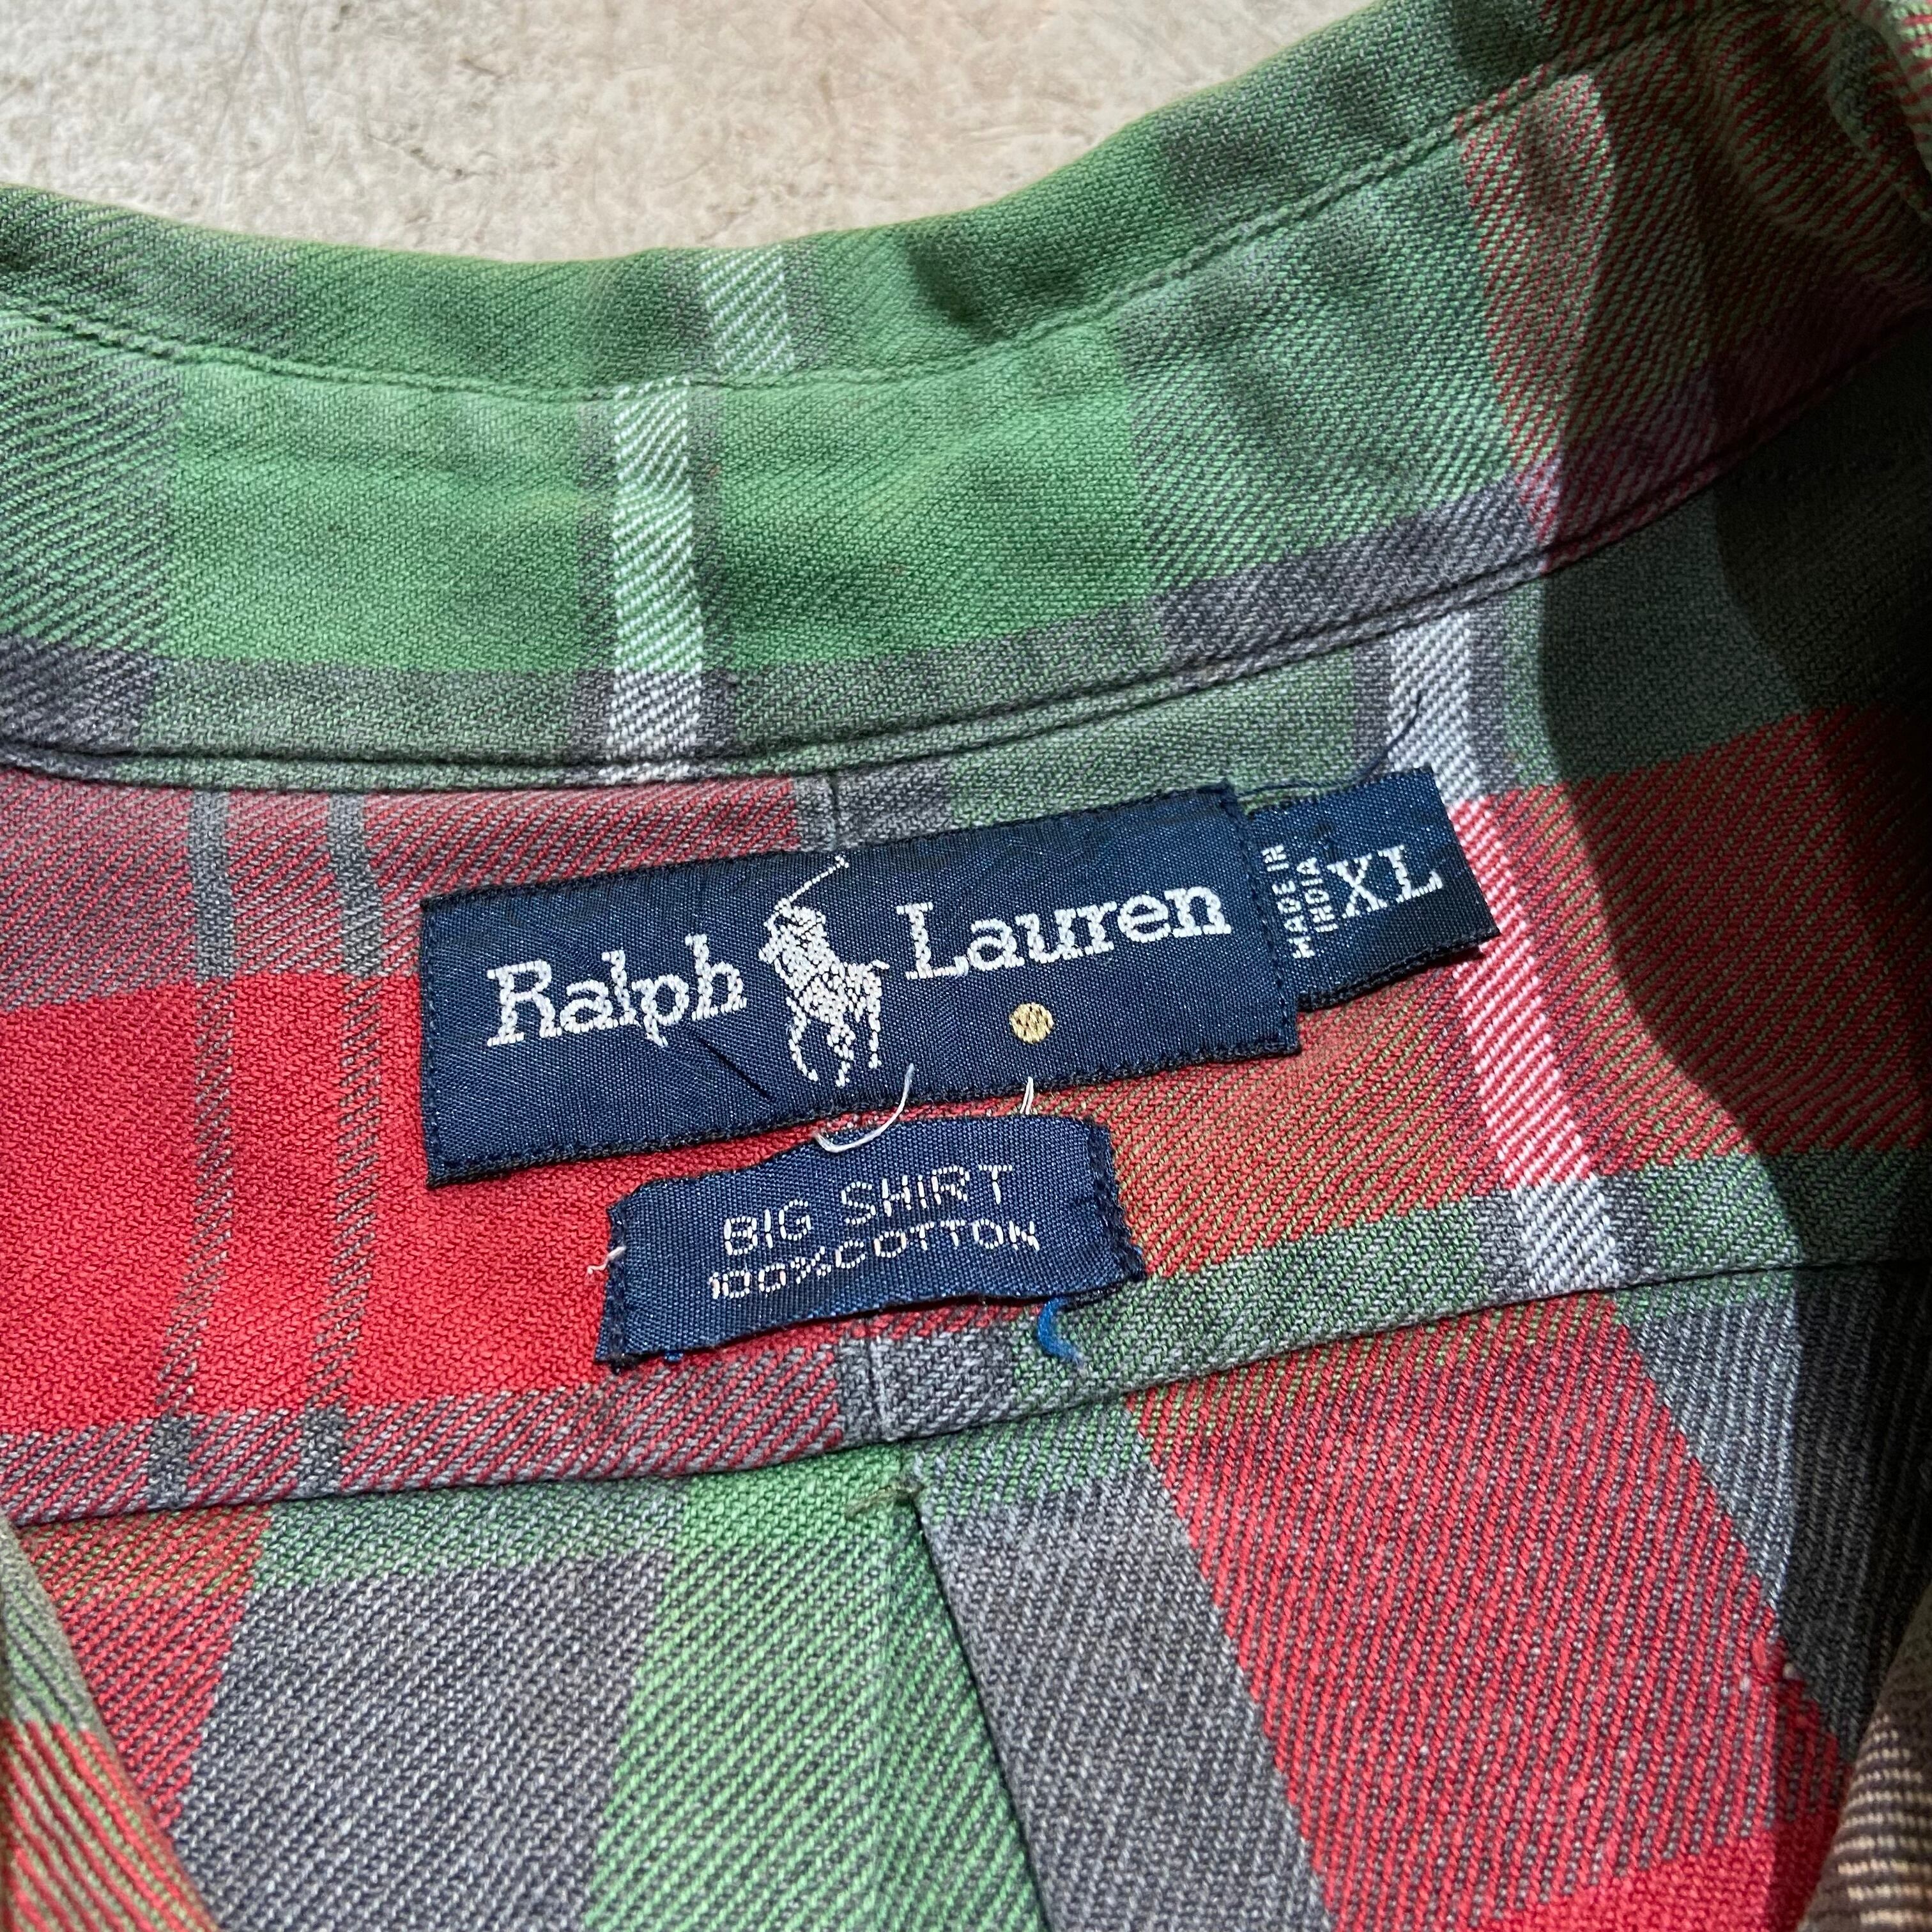 Ralph Lauren
MADE IN
INDIA
XL
BIG SHIRT
100%COTTON